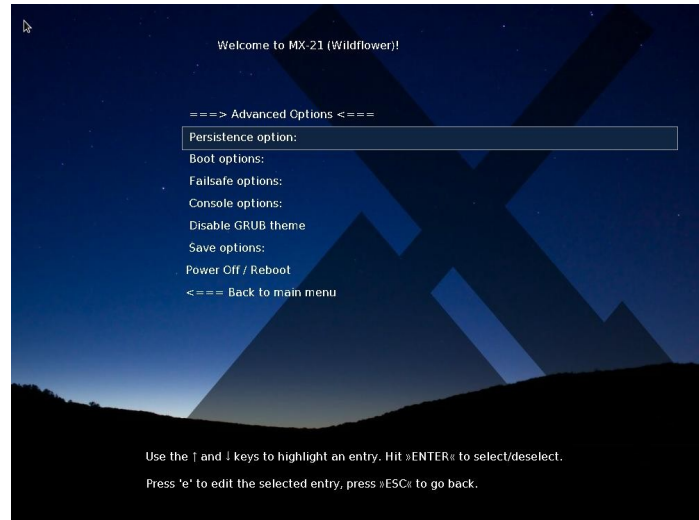 Welcome to MX-21 (Wildflower)!
===> Advanced Options <===
Persistence option:
Boot options:
Failsafe options:
Console options:
Disable GRUB theme
Save options:
Power Off / Reboot
<=== Back to main menu
Use the ↑ and ↓ keys to highlight an entry. Hit »ENTER« to select/deselect.
Press 'e' to edit the selected entry, press »ESC« to go back.